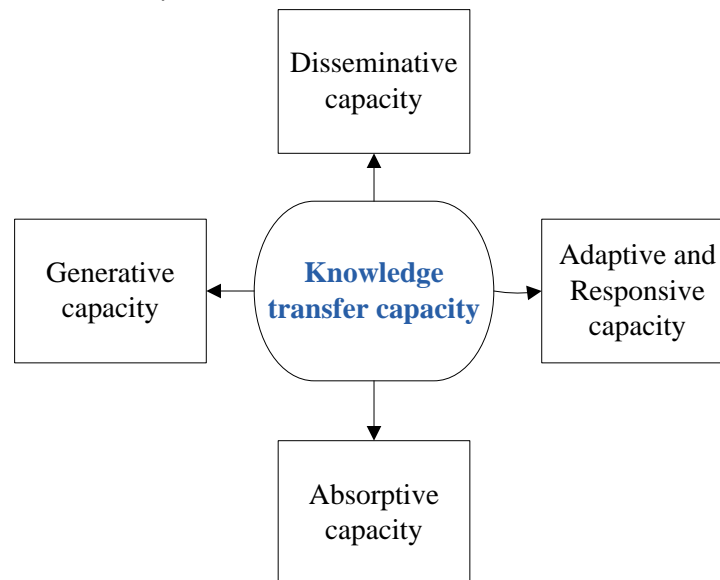 Disseminative
capacity
Generative
capacity
Knowledge
transfer capacity
Adaptive and
Responsive
capacity
Absorptive
capacity